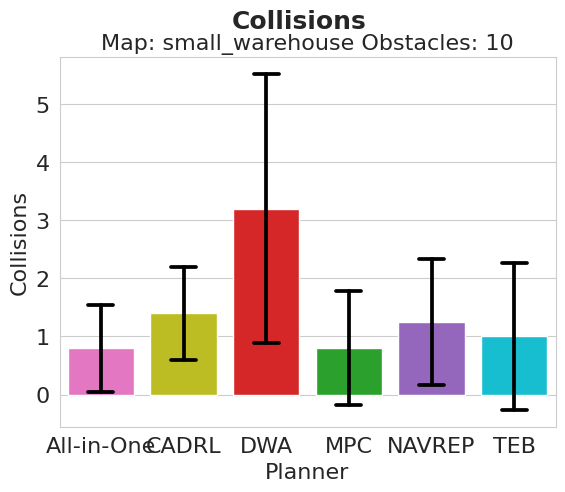 Collisions
Map: small_warehouse Obstacles: 10
Collisions
5
4
3
2
1
0
All-in-One CADRL DWA MPC NAVREP TEB
Planner